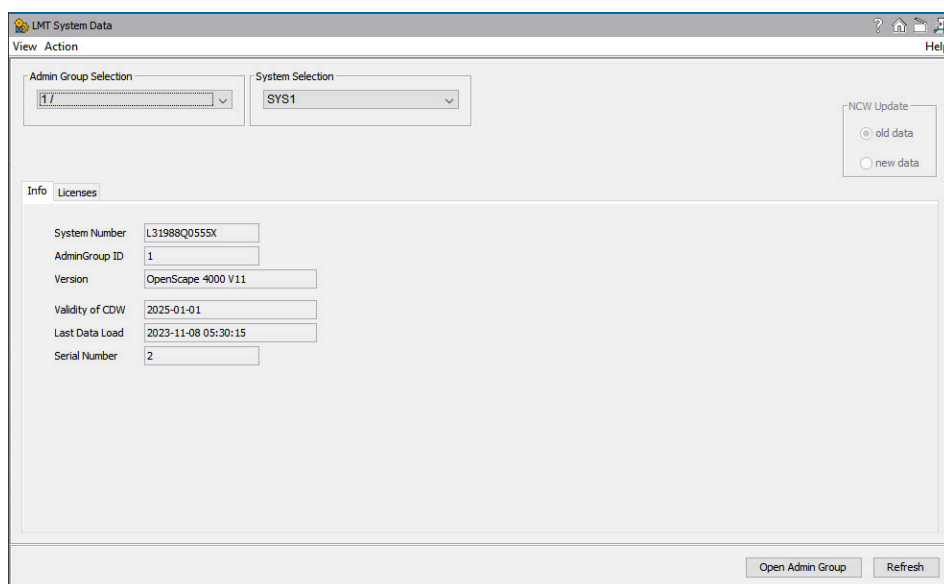 LMT System Data
View Action
Help
Admin Group Selection
System Selection
1 /
SYS1
NCW Update
old data
new data
Info Licenses
System Number L31988Q0555X
AdminGroup ID 1
Version OpenScape 4000 V11
Validity of CDW 2025-01-01
Last Data Load 2023-11-08 05:30:15
Serial Number 2
Open Admin Group Refresh